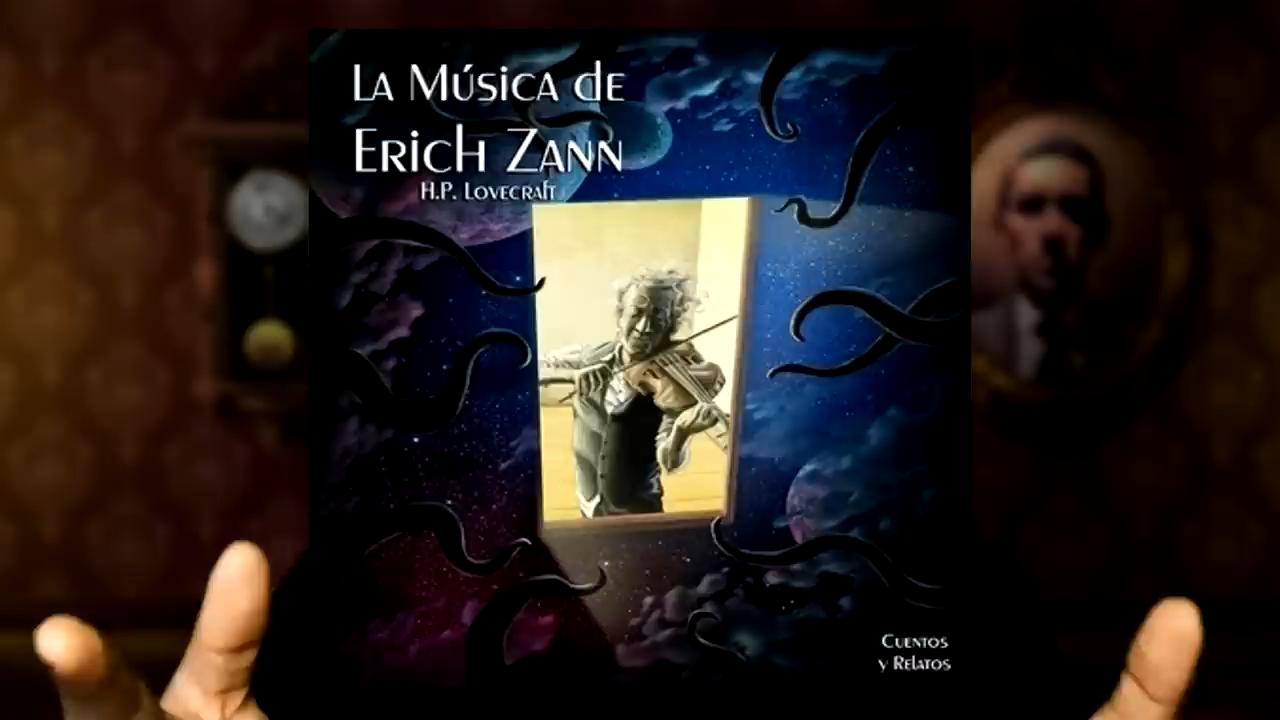 La Música de
Erich Zann
H.P. Lovecraft
Cuentos
y Relatos